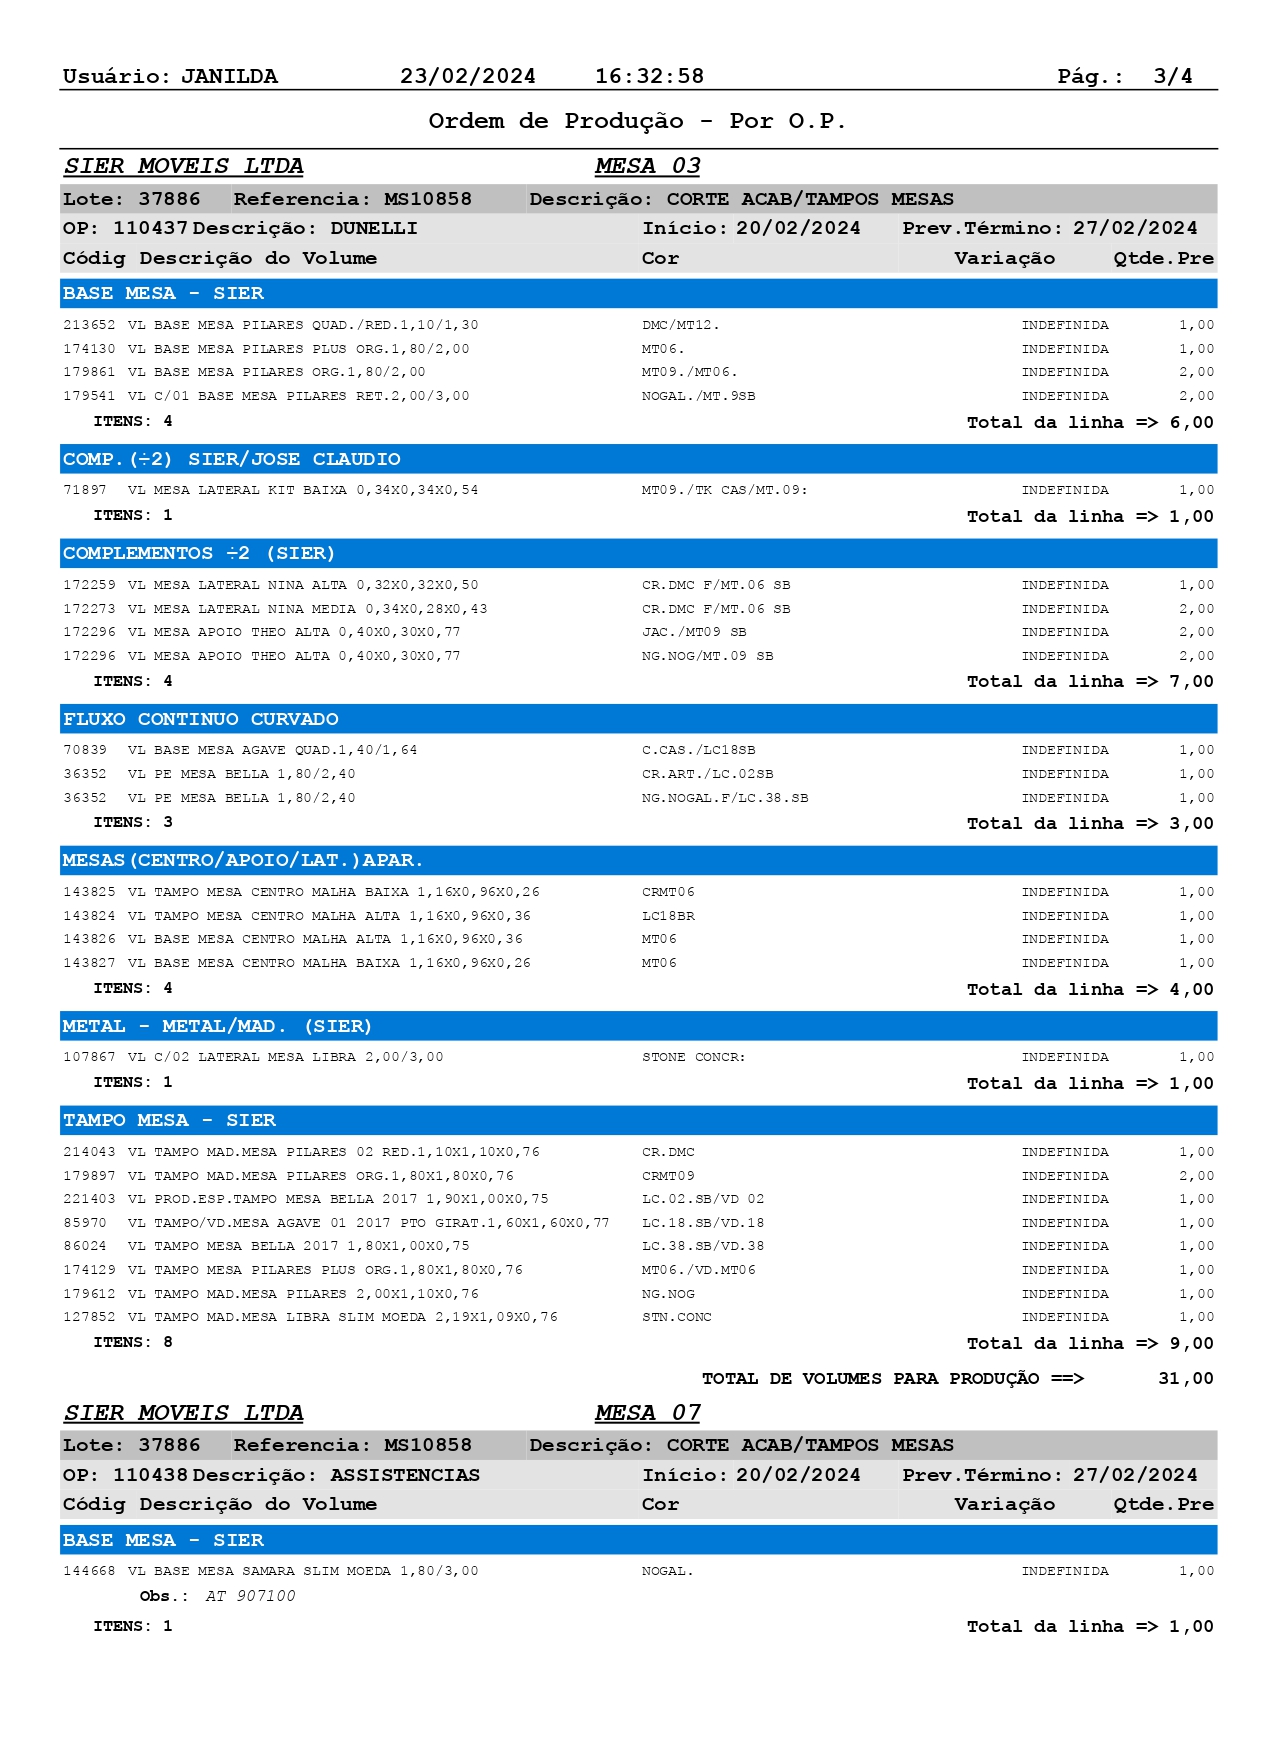 Usuário: JANILDA 23/02/2024 16:32:58 Pág.: 3/4
Ordem de Produção - Por O.P.
SIER MOVEIS LTDA MESA 03
Lote: 37886 Referencia: MS10858 Descrição: CORTE ACAB/TAMPOS MESAS
OP: 110437 Descrição: DUNELLI Início: 20/02/2024 Prev.Término: 27/02/2024
Códig Descrição do Volume Cor Variação Qtde.Pre
BASE MESA - SIER
213652 VL BASE MESA PILARES QUAD./RED.1,10/1,30 DMC/MT12. INDEFINIDA 1,00
174130 VL BASE MESA PILARES PLUS ORG.1,80/2,00 MT06. INDEFINIDA 1,00
179861 VL BASE MESA PILARES ORG.1,80/2,00 MT09./MT06. INDEFINIDA 2,00
179541 VL C/01 BASE MESA PILARES RET.2,00/3,00 NOGAL./MT.9SB INDEFINIDA 2,00
ITENS: 4 Total da linha => 6,00
COMP.(÷2) SIER/JOSE CLAUDIO
71897 VL MESA LATERAL KIT BAIXA 0,34X0,34X0,54 MT09./TK CAS/MT.09: INDEFINIDA 1,00
ITENS: 1 Total da linha => 1,00
COMPLEMENTOS ÷2 (SIER)
172259 VL MESA LATERAL NINA ALTA 0,32X0,32X0,50 CR.DMC F/MT.06 SB INDEFINIDA 1,00
172273 VL MESA LATERAL NINA MEDIA 0,34X0,28X0,43 CR.DMC F/MT.06 SB INDEFINIDA 2,00
172296 VL MESA APOIO THEO ALTA 0,40X0,30X0,77 JAC./MT09 SB INDEFINIDA 2,00
172296 VL MESA APOIO THEO ALTA 0,40X0,30X0,77 NG.NOG/MT.09 SB INDEFINIDA 2,00
ITENS: 4 Total da linha => 7,00
FLUXO CONTINUO CURVADO
70839 VL BASE MESA AGAVE QUAD.1,40/1,64 C.CAS./LC18SB INDEFINIDA 1,00
36352 VL PE MESA BELLA 1,80/2,40 CR.ART./LC.02SB INDEFINIDA 1,00
36352 VL PE MESA BELLA 1,80/2,40 NG.NOGAL.F/LC.38.SB INDEFINIDA 1,00
ITENS: 3 Total da linha => 3,00
MESAS(CENTRO/APOIO/LAT.)APAR.
143825 VL TAMPO MESA CENTRO MALHA BAIXA 1,16X0,96X0,26 CRMT06 INDEFINIDA 1,00
143824 VL TAMPO MESA CENTRO MALHA ALTA 1,16X0,96X0,36 LC18BR INDEFINIDA 1,00
143826 VL BASE MESA CENTRO MALHA ALTA 1,16X0,96X0,36 MT06 INDEFINIDA 1,00
143827 VL BASE MESA CENTRO MALHA BAIXA 1,16X0,96X0,26 MT06 INDEFINIDA 1,00
ITENS: 4 Total da linha => 4,00
METAL - METAL/MAD. (SIER)
107867 VL C/02 LATERAL MESA LIBRA 2,00/3,00 STONE CONCR: INDEFINIDA 1,00
ITENS: 1 Total da linha => 1,00
TAMPO MESA - SIER
214043 VL TAMPO MAD.MESA PILARES 02 RED.1,10X1,10X0,76 CR.DMC INDEFINIDA 1,00
179897 VL TAMPO MAD.MESA PILARES ORG.1,80X1,80X0,76 CRMT09 INDEFINIDA 2,00
221403 VL PROD.ESP.TAMPO MESA BELLA 2017 1,90X1,00X0,75 LC.02.SB/VD 02 INDEFINIDA 1,00
85970 VL TAMPO/VD.MESA AGAVE 01 2017 PTO GIRAT.1,60X1,60X0,77 LC.18.SB/VD.18 INDEFINIDA 1,00
86024 VL TAMPO MESA BELLA 2017 1,80X1,00X0,75 LC.38.SB/VD.38 INDEFINIDA 1,00
174129 VL TAMPO MESA PILARES PLUS ORG.1,80X1,80X0,76 MT06./VD.MT06 INDEFINIDA 1,00
179612 VL TAMPO MAD.MESA PILARES 2,00X1,10X0,76 NG.NOG INDEFINIDA 1,00
127852 VL TAMPO MAD.MESA LIBRA SLIM MOEDA 2,19X1,09X0,76 STN.CONC INDEFINIDA 1,00
ITENS: 8 Total da linha => 9,00
TOTAL DE VOLUMES PARA PRODUÇÃO ==> 31,00
SIER MOVEIS LTDA MESA 07
Lote: 37886 Referencia: MS10858 Descrição: CORTE ACAB/TAMPOS MESAS
OP: 110438 Descrição: ASSISTENCIAS Início: 20/02/2024 Prev.Término: 27/02/2024
Códig Descrição do Volume Cor Variação Qtde.Pre
BASE MESA - SIER
144668 VL BASE MESA SAMARA SLIM MOEDA 1,80/3,00 NOGAL. INDEFINIDA 1,00
Obs.: AT 907100
ITENS: 1 Total da linha => 1,00